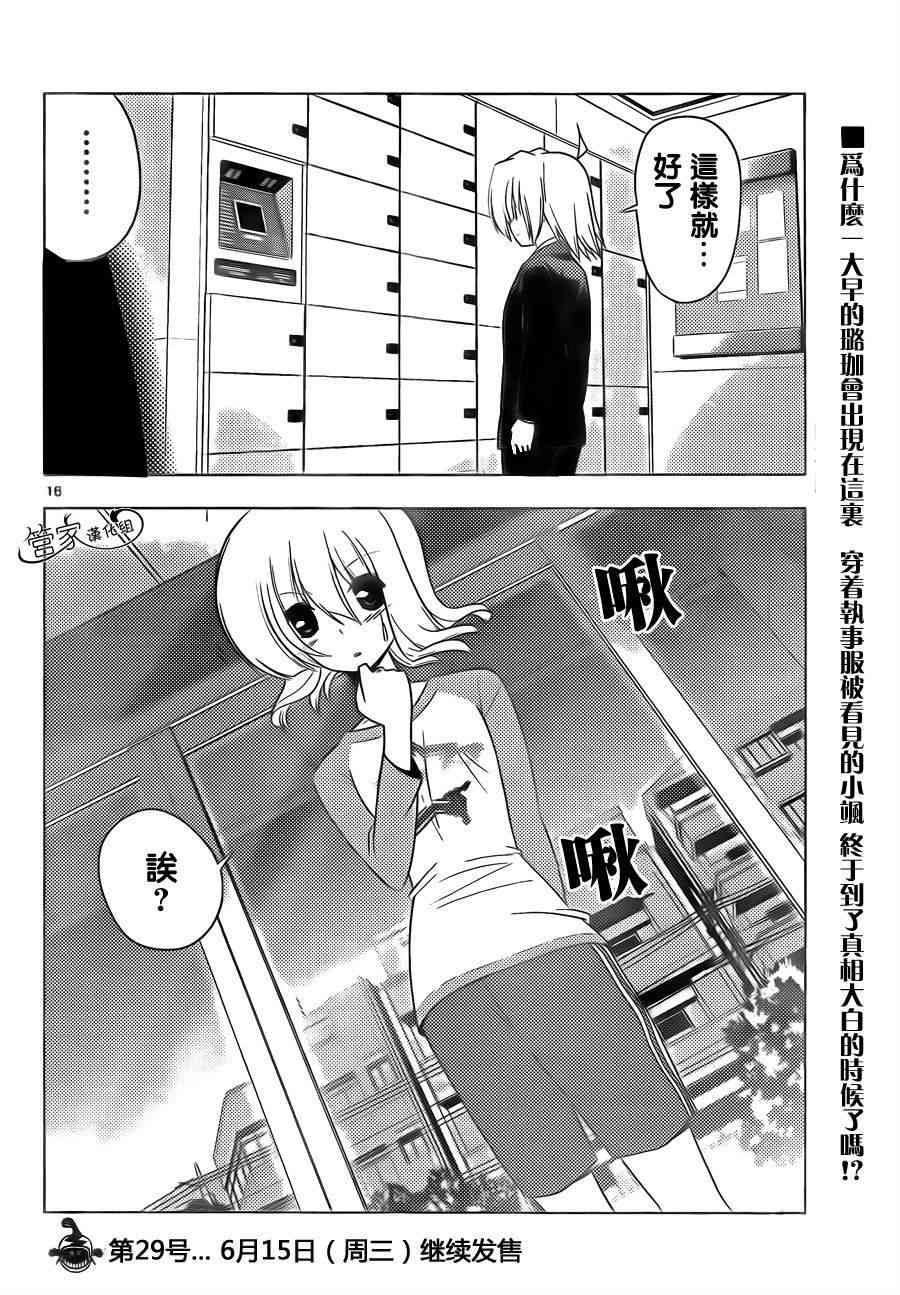 這樣就…
好了
………
16
管家
漢化組
啾
啾
誒？
■爲什麼一大早的璐珈會出現在這裏 穿着執事服被看見的小颯 終于到了真相大白的時候了嗎!?
第29号... 6月15日（周三）继续发售